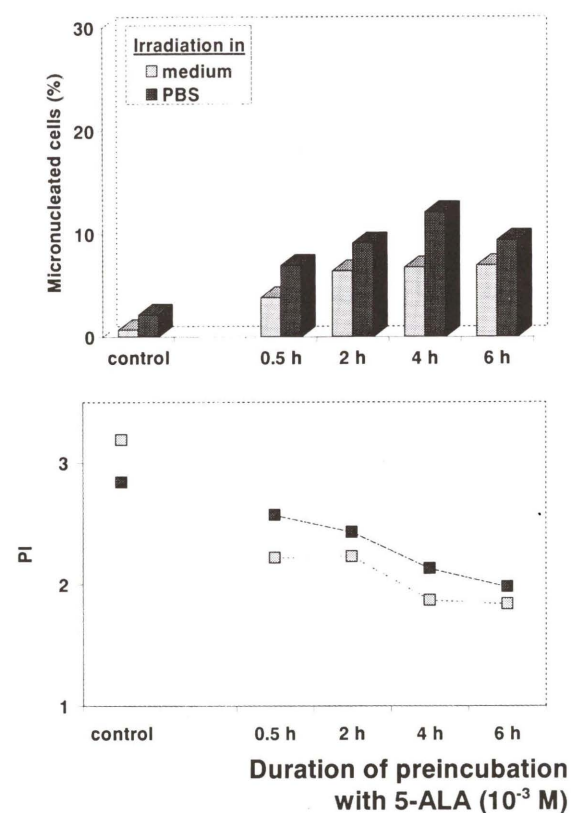 30
20
10
0
Micronucleated cells (%)
Irradiation in
medium
PBS
control 0.5 h 2 h 4 h 6 h
3
2
1
PI
control 0.5 h 2 h 4 h 6 h
Duration of preincubation
with 5-ALA (10⁻³ M)